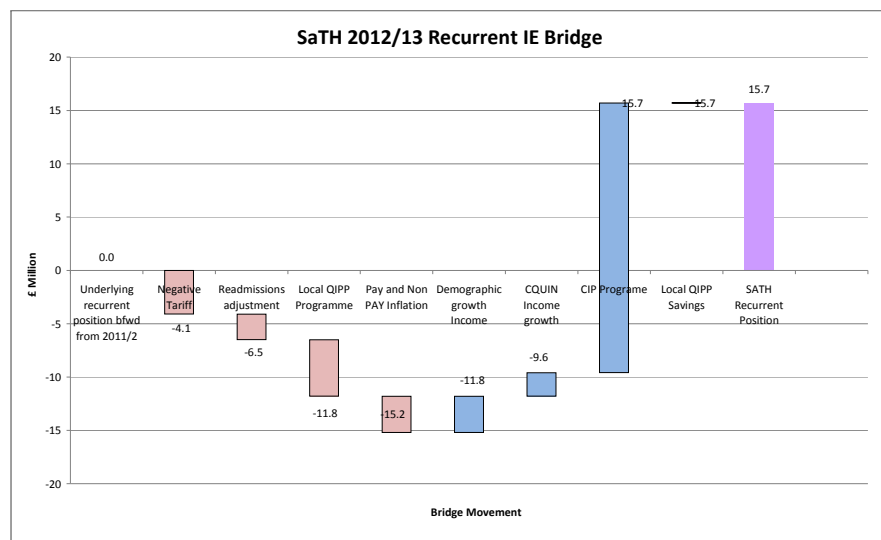 SaTH 2012/13 Recurrent IE Bridge
20
15
10
5
0
-5
-10
-15
-20
£ Million
0.0
-4.1
-6.5
-11.8
-15.2
-11.8
-9.6
15.7
15.7
15.7
Underlying
recurrent
position bfwd
from 2011/2
Negative
Tariff
Readmissions
adjustment
Local QIPP
Programme
Pay and Non
PAY Inflation
Demographic
growth
Income
CQUIN
Income
growth
CIP Programe
Local QIPP
Savings
SATH
Recurrent
Position
Bridge Movement